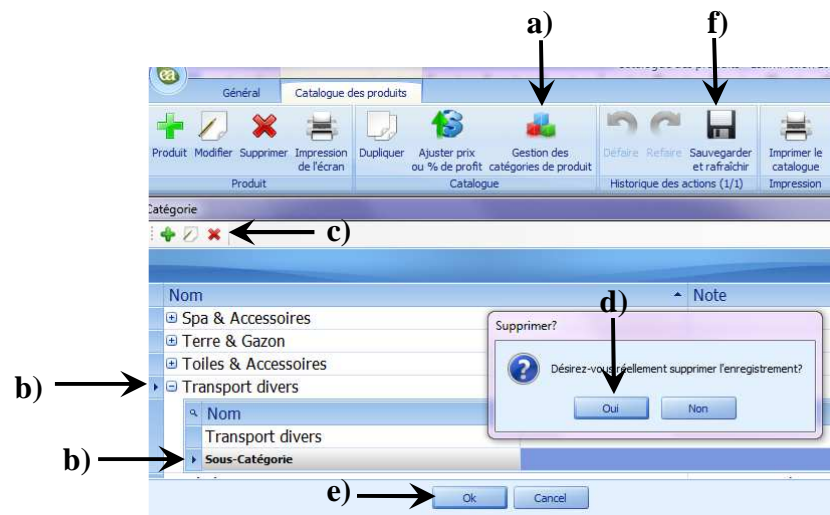 a) f)
Général Catalogue des produits
Produit Modifier Supprimer Impression de l'écran Dupliquer Ajuster prix ou % de profit Gestion des catégories de produit Défaire Refaire Sauvegarder et rafraîchir Imprimer le catalogue
Produit Catalogue Historique des actions (1/1) Impression
Catégorie
c)
Nom Note
d)
Spa & Accessoires
Supprimer?
Terre & Gazon
Toiles & Accessoires
Désirez-vous réellement supprimer l'enregistrement?
b) Transport divers
Oui Non
Nom
Transport divers
b) Sous-Catégorie
e) Ok Cancel